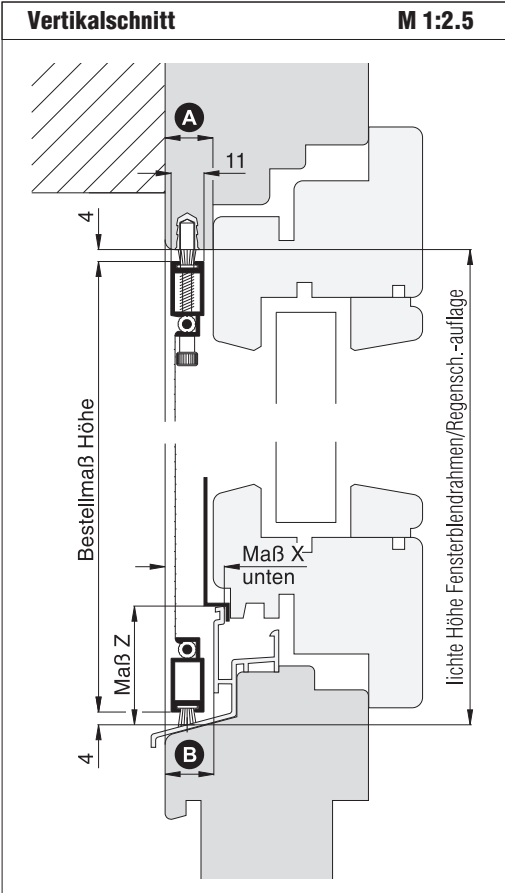 Vertikalschnitt M 1:2.5
A
11
4
Bestellmaß Höhe
lichte Höhe Fensterblendrahmen/Regensch.-auflage
Maß X
unten
Maß Z
4
B